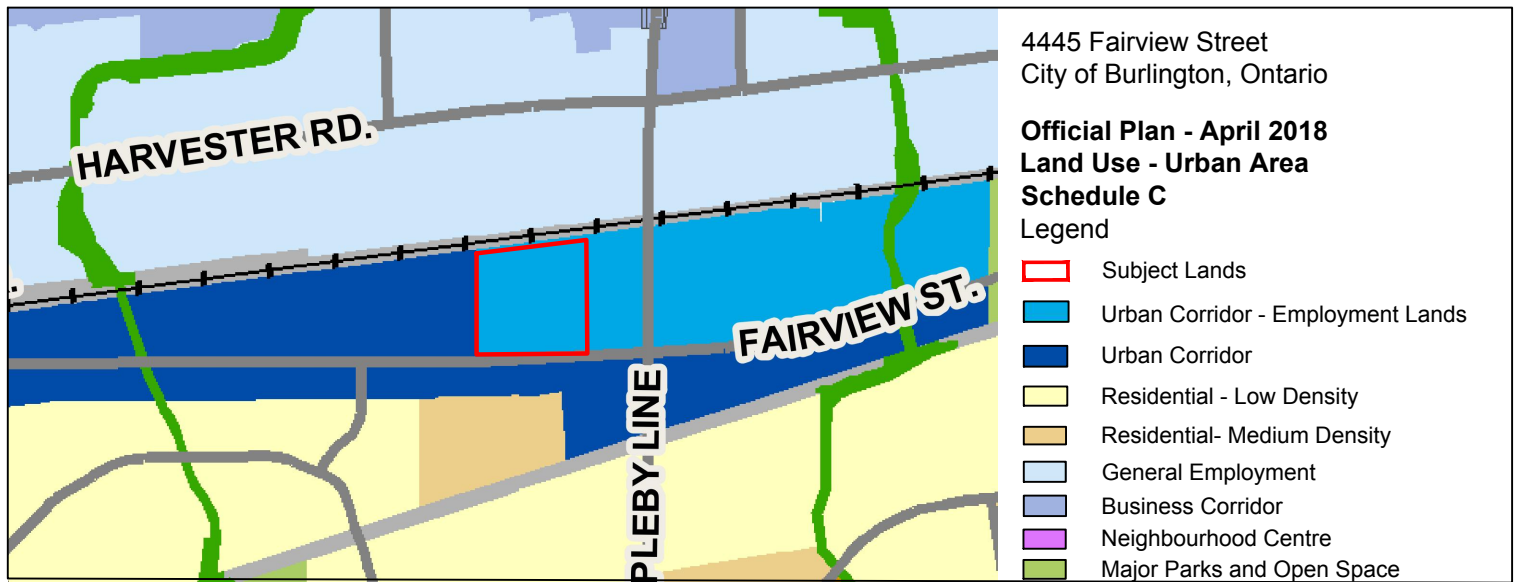 HARVESTER RD.
FAIRVIEW ST.
PLEBY LINE
4445 Fairview Street
City of Burlington, Ontario
Official Plan - April 2018
Land Use - Urban Area
Schedule C
Legend
Subject Lands
Urban Corridor - Employment Lands
Urban Corridor
Residential - Low Density
Residential- Medium Density
General Employment
Business Corridor
Neighbourhood Centre
Major Parks and Open Space